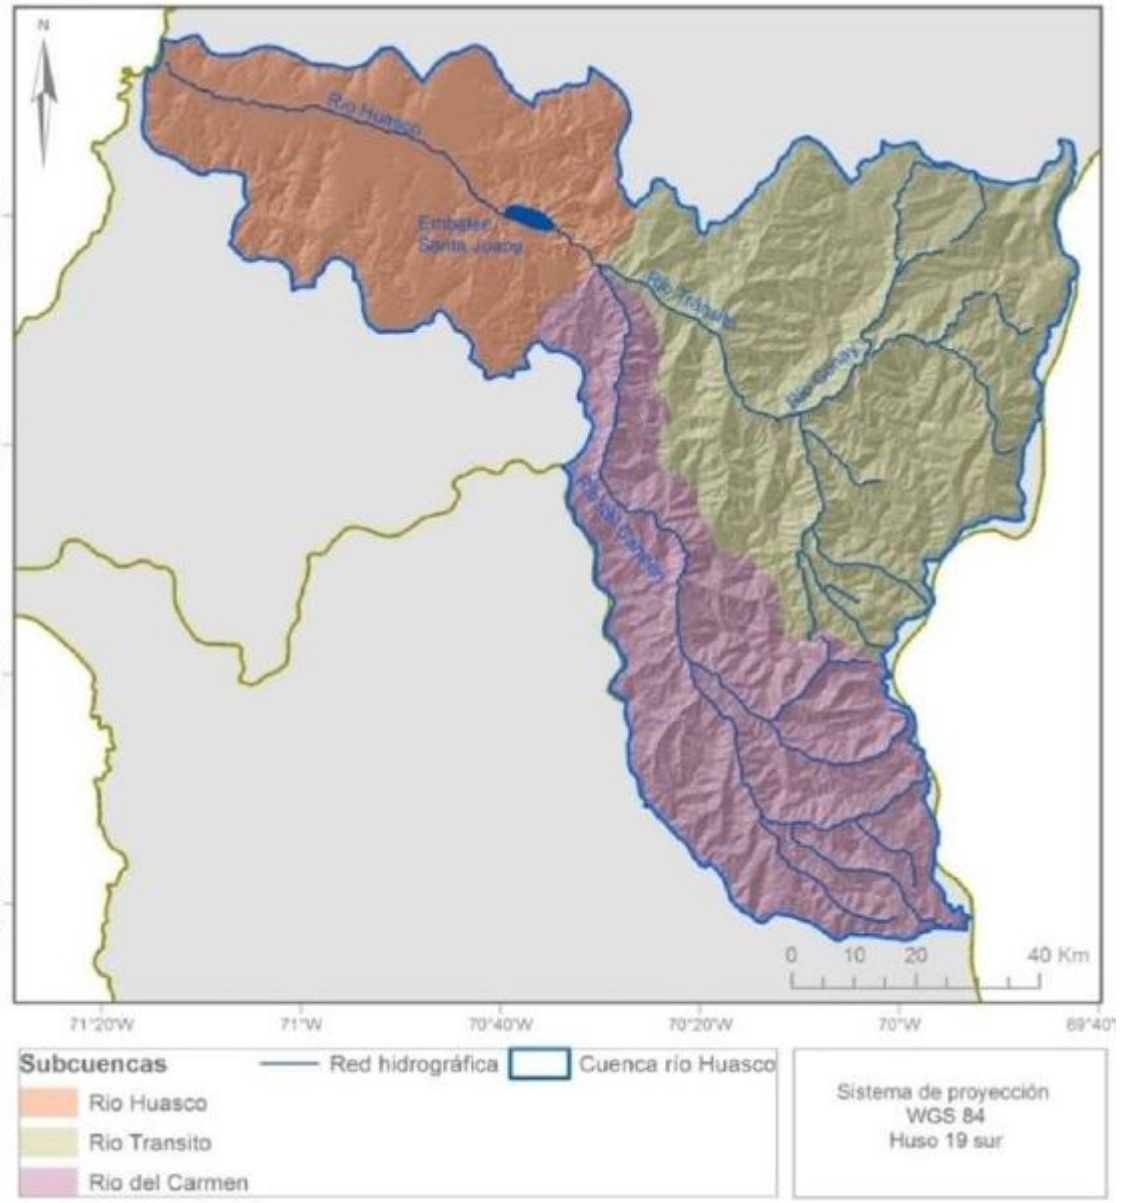 N
Río Huasco
Embalse
Santa Juana
Río Tránsito
Río Conay
Río del Carmen
0 10 20 40 Km
71°20'W 71°W 70°40'W 70°20'W 70°W 69°40'
Subcuencas
Red hidrográfica
Cuenca río Huasco
Rio Huasco
Rio Transito
Rio del Carmen
Sistema de proyección
WGS 84
Huso 19 sur